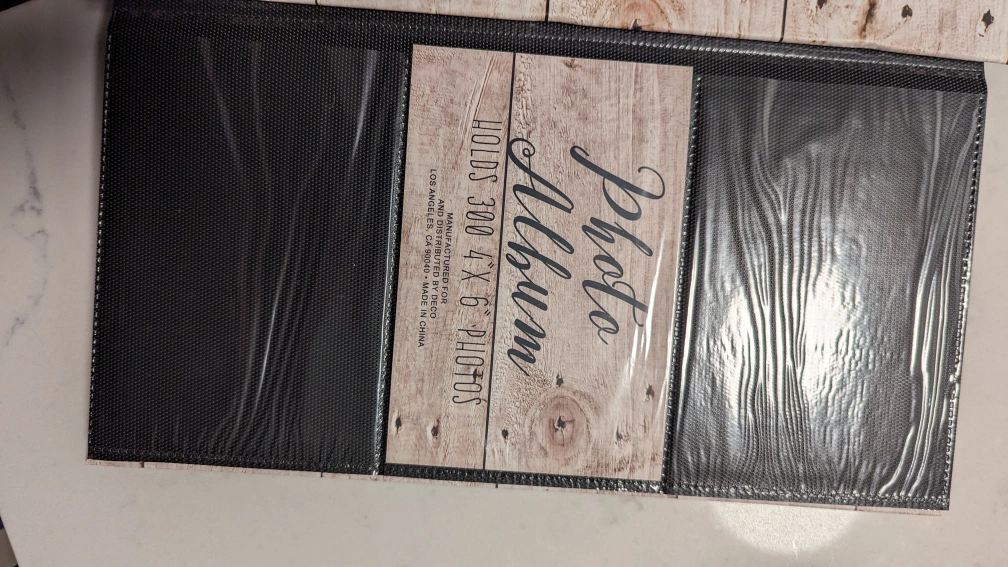 Photo
Album
HOLDS 300 4"X 6" PHOTOS
MANUFACTURED FOR
AND DISTRIBUTED BY DECO
LOS ANGELES, CA 90040 • MADE IN CHINA